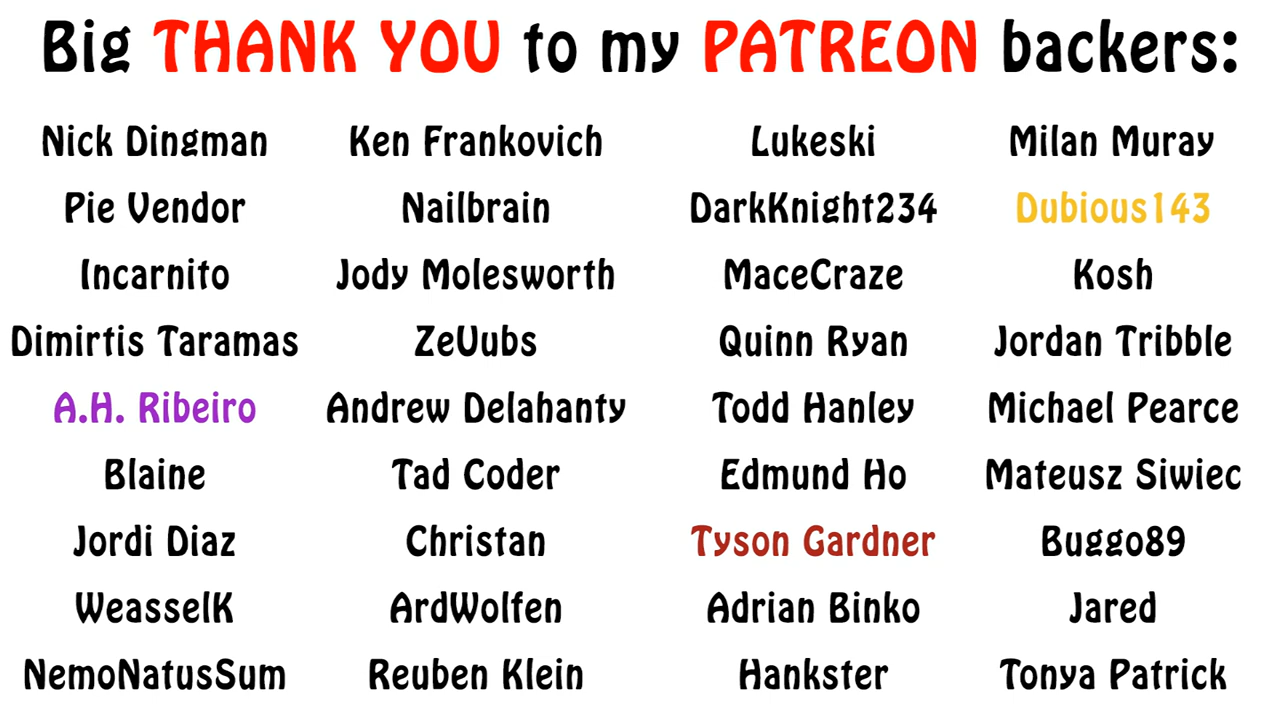 Big THANK YOU to my PATREON backers:
Nick Dingman Ken Frankovich Lukeski Milan Muray
Pie Vendor Nailbrain DarkKnight234 Dubious143
Incarnito Jody Molesworth MaceCraze Kosh
Dimirtis Taramas ZeVubs Quinn Ryan Jordan Tribble
A.H. Ribeiro Andrew Delahanty Todd Hanley Michael Pearce
Blaine Tad Coder Edmund Ho Mateusz Siwiec
Jordi Diaz Christan Tyson Gardner Buggo89
WeasselK ArdWolfen Adrian Binko Jared
NemoNatusSum Reuben Klein Hankster Tonya Patrick